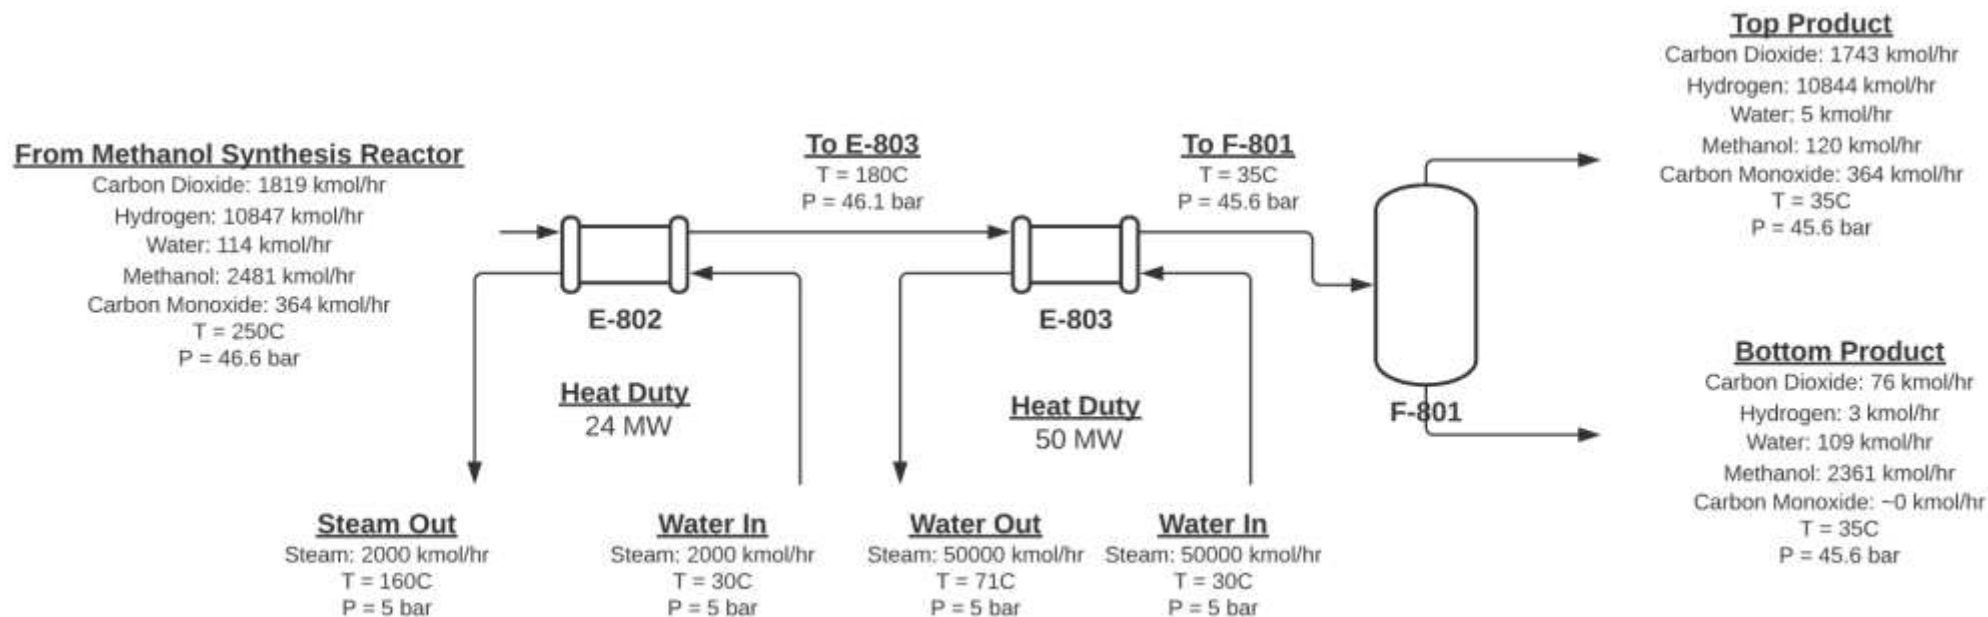 From Methanol Synthesis Reactor
Carbon Dioxide: 1819 kmol/hr
Hydrogen: 10847 kmol/hr
Water: 114 kmol/hr
Methanol: 2481 kmol/hr
Carbon Monoxide: 364 kmol/hr
T = 250C
P = 46.6 bar
E-802
Heat Duty
24 MW
Steam Out
Steam: 2000 kmol/hr
T = 160C
P = 5 bar
Water In
Steam: 2000 kmol/hr
T = 30C
P = 5 bar
To E-803
T = 180C
P = 46.1 bar
E-803
Heat Duty
50 MW
Water Out
Steam: 50000 kmol/hr
T = 71C
P = 5 bar
Water In
Steam: 50000 kmol/hr
T = 30C
P = 5 bar
To F-801
T = 35C
P = 45.6 bar
F-801
Top Product
Carbon Dioxide: 1743 kmol/hr
Hydrogen: 10844 kmol/hr
Water: 5 kmol/hr
Methanol: 120 kmol/hr
Carbon Monoxide: 364 kmol/hr
T = 35C
P = 45.6 bar
Bottom Product
Carbon Dioxide: 76 kmol/hr
Hydrogen: 3 kmol/hr
Water: 109 kmol/hr
Methanol: 2361 kmol/hr
Carbon Monoxide: ~0 kmol/hr
T = 35C
P = 45.6 bar